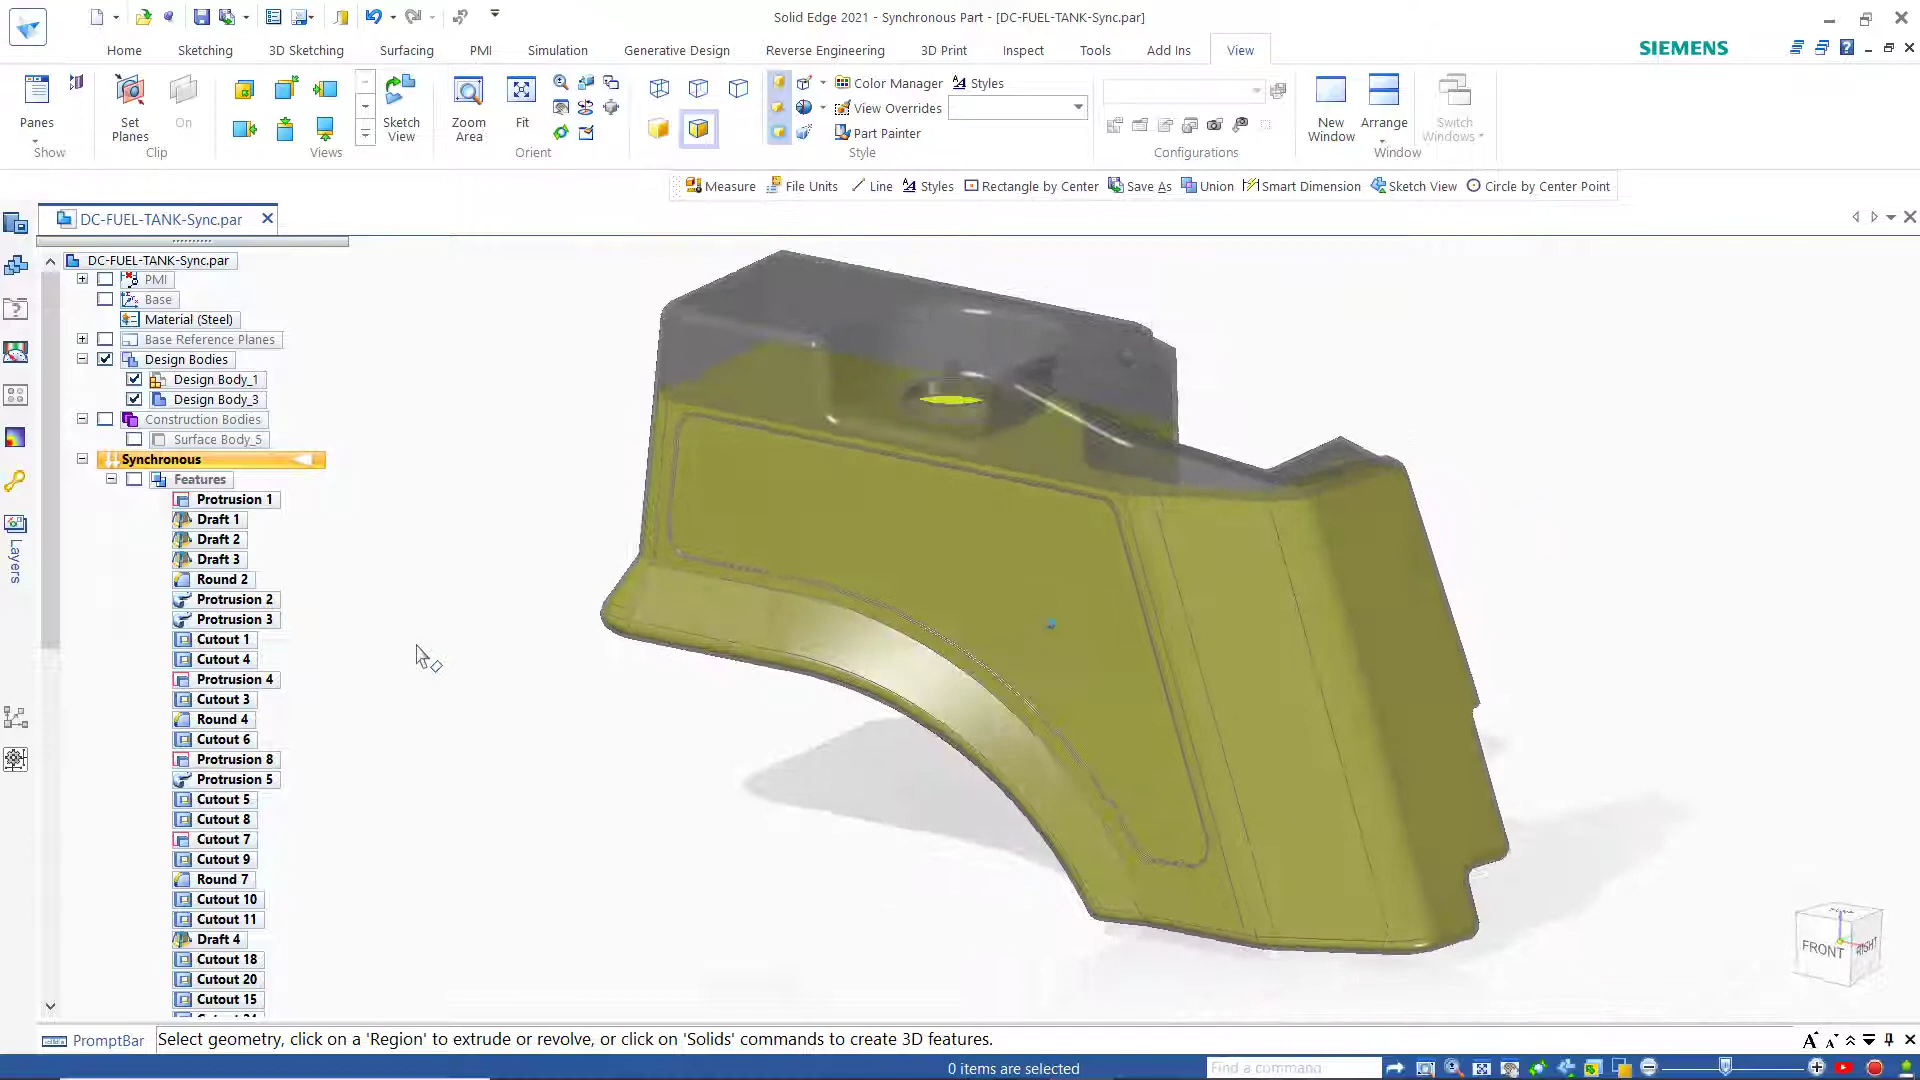 Solid Edge 2021 - Synchronous Part - [DC-FUEL-TANK-Sync.par]
Home Sketching 3D Sketching Surfacing PMI Simulation Generative Design Reverse Engineering 3D Print Inspect Tools Add Ins View
SIEMENS
Panes
Show
Set Planes
On
Clip
Views
Sketch View
Zoom Area
Fit
Orient
Color Manager
Styles
View Overrides
Part Painter
Style
Configurations
New Window
Arrange
Switch Windows
Window
Measure File Units Line Styles Rectangle by Center Save As Union Smart Dimension Sketch View Circle by Center Point
DC-FUEL-TANK-Sync.par
DC-FUEL-TANK-Sync.par
PMI
Base
Material (Steel)
Base Reference Planes
Design Bodies
Design Body_1
Design Body_3
Construction Bodies
Surface Body_5
Synchronous
Features
Protrusion 1
Draft 1
Draft 2
Draft 3
Round 2
Protrusion 2
Protrusion 3
Cutout 1
Cutout 4
Protrusion 4
Cutout 3
Round 4
Cutout 6
Protrusion 8
Protrusion 5
Cutout 5
Cutout 8
Cutout 7
Cutout 9
Round 7
Cutout 10
Cutout 11
Draft 4
Cutout 18
Cutout 20
Cutout 15
Layers
FRONT
RIGHT
PromptBar
Select geometry, click on a 'Region' to extrude or revolve, or click on 'Solids' commands to create 3D features.
0 items are selected
Find a command